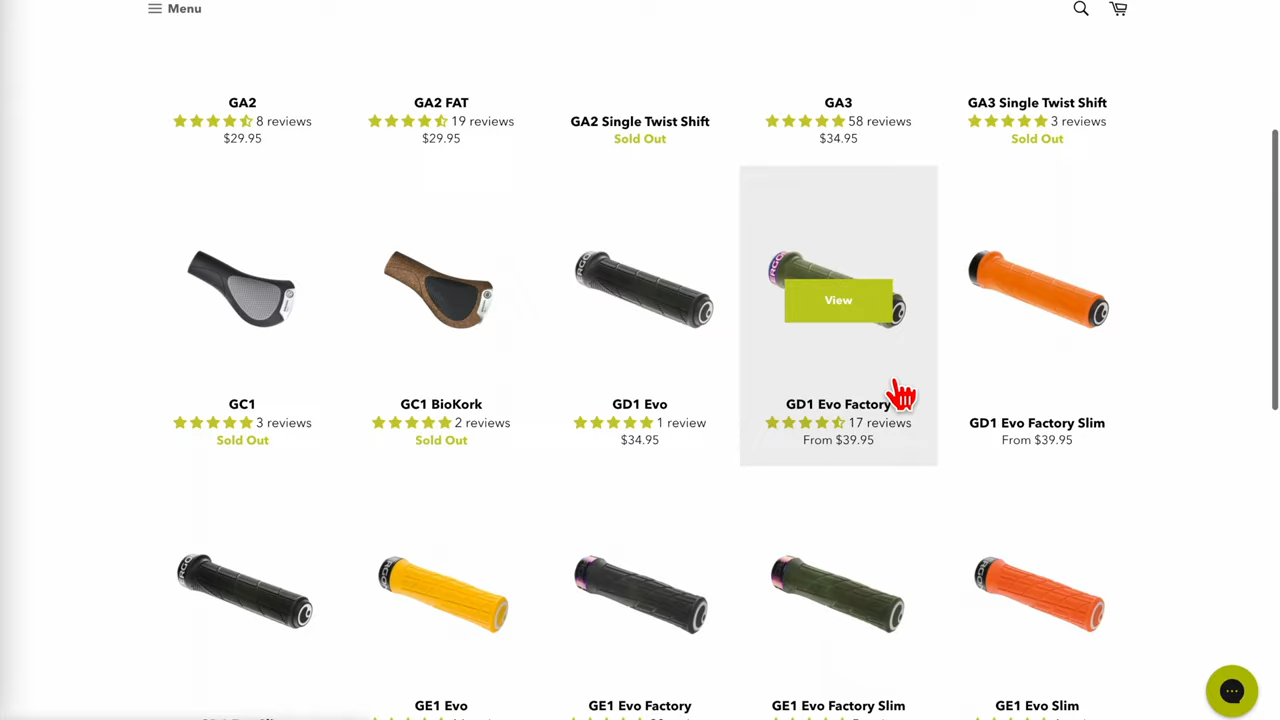 Menu
GA2
8 reviews
$29.95
GA2 FAT
19 reviews
$29.95
GA2 Single Twist Shift
Sold Out
GA3
58 reviews
$34.95
GA3 Single Twist Shift
3 reviews
Sold Out
ERGO
View
GC1
3 reviews
Sold Out
GC1 BioKork
2 reviews
Sold Out
GD1 Evo
1 review
$34.95
GD1 Evo Factory
17 reviews
From $39.95
GD1 Evo Factory Slim
From $39.95
GE1 Evo
GE1 Evo Factory
GE1 Evo Factory Slim
GE1 Evo Slim